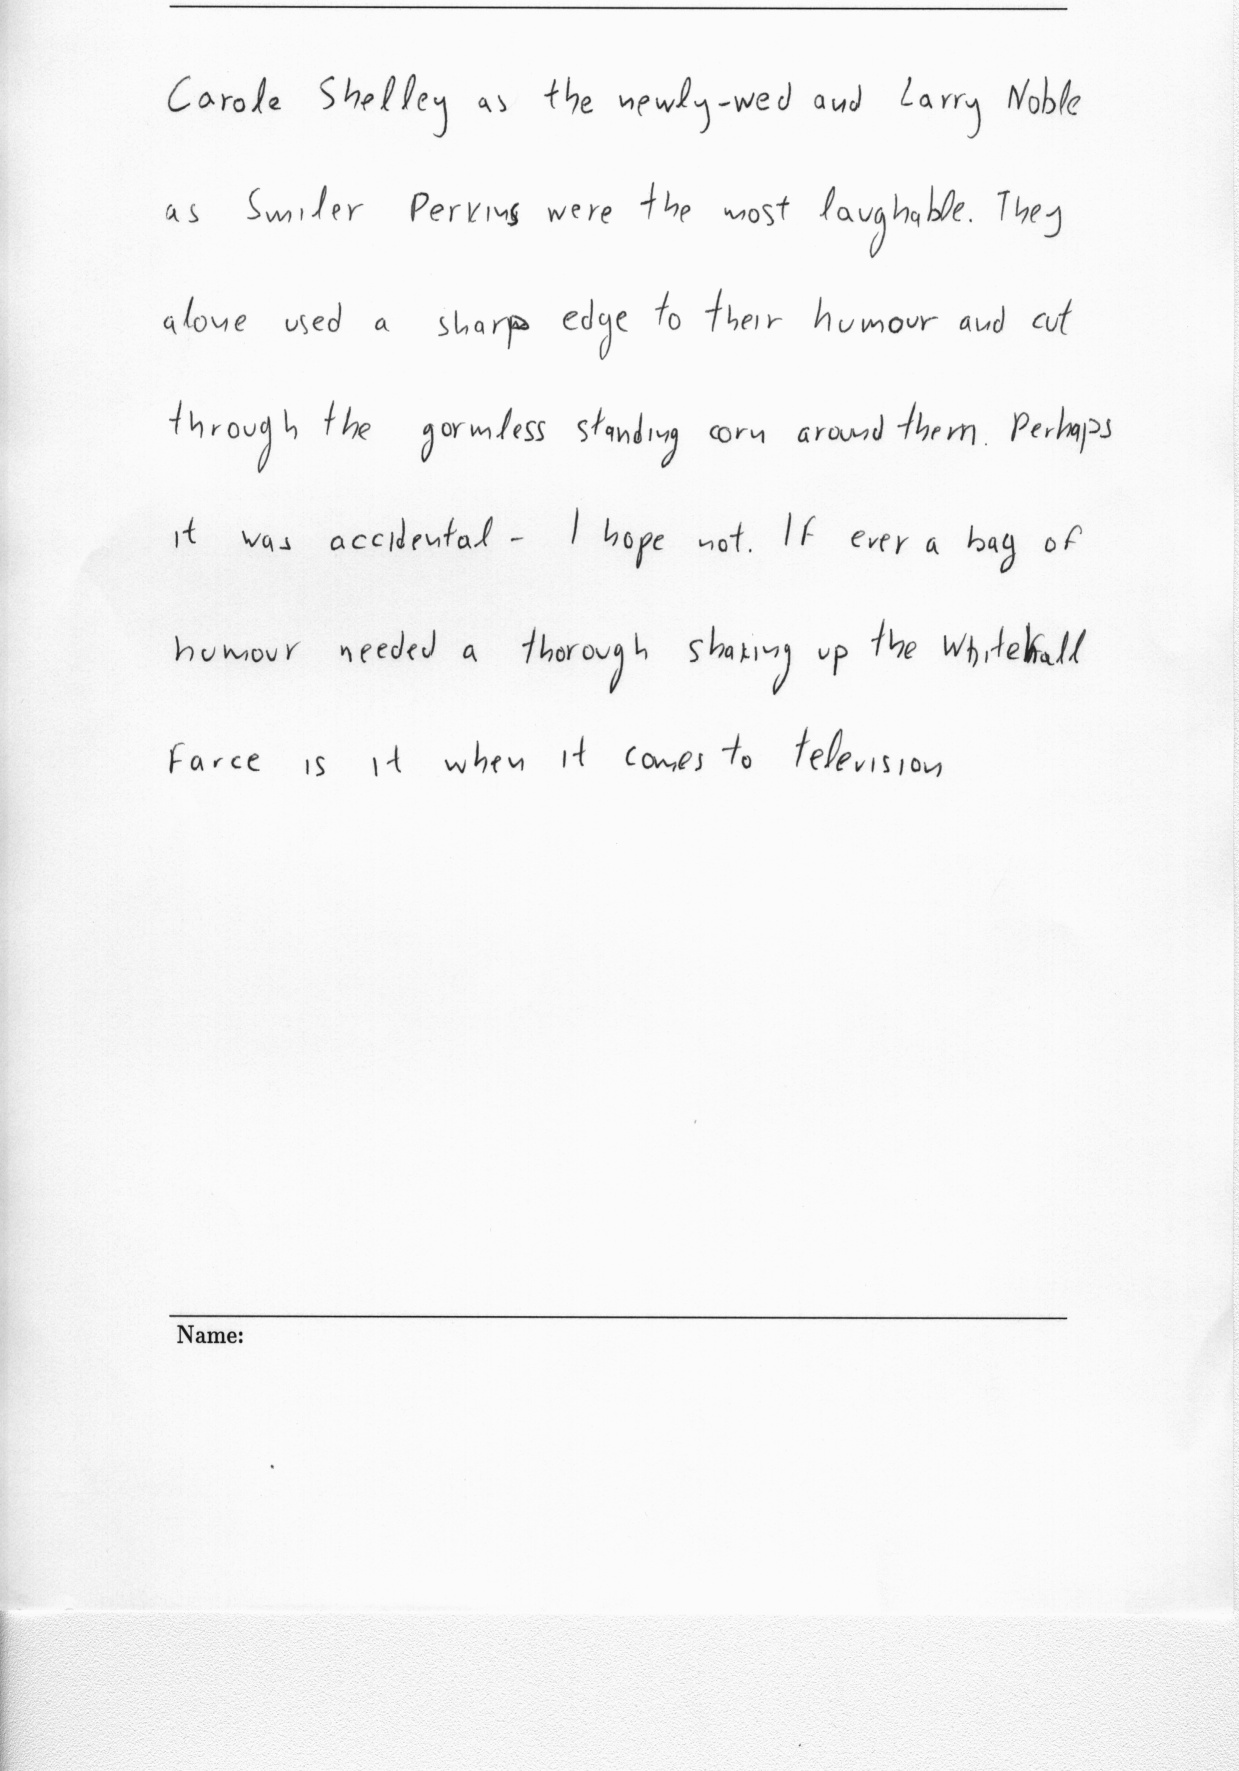 Carole Shelley as the newly-wed and Larry Noble
as Smiler Perkins were the most laughable. They
alone used a sharp edge to their humour and cut
through the gormless standing corn around them. Perhaps
it was accidental - I hope not. If ever a bag of
humour needed a thorough shaking up the Whitehall
Farce is it when it comes to television
Name: